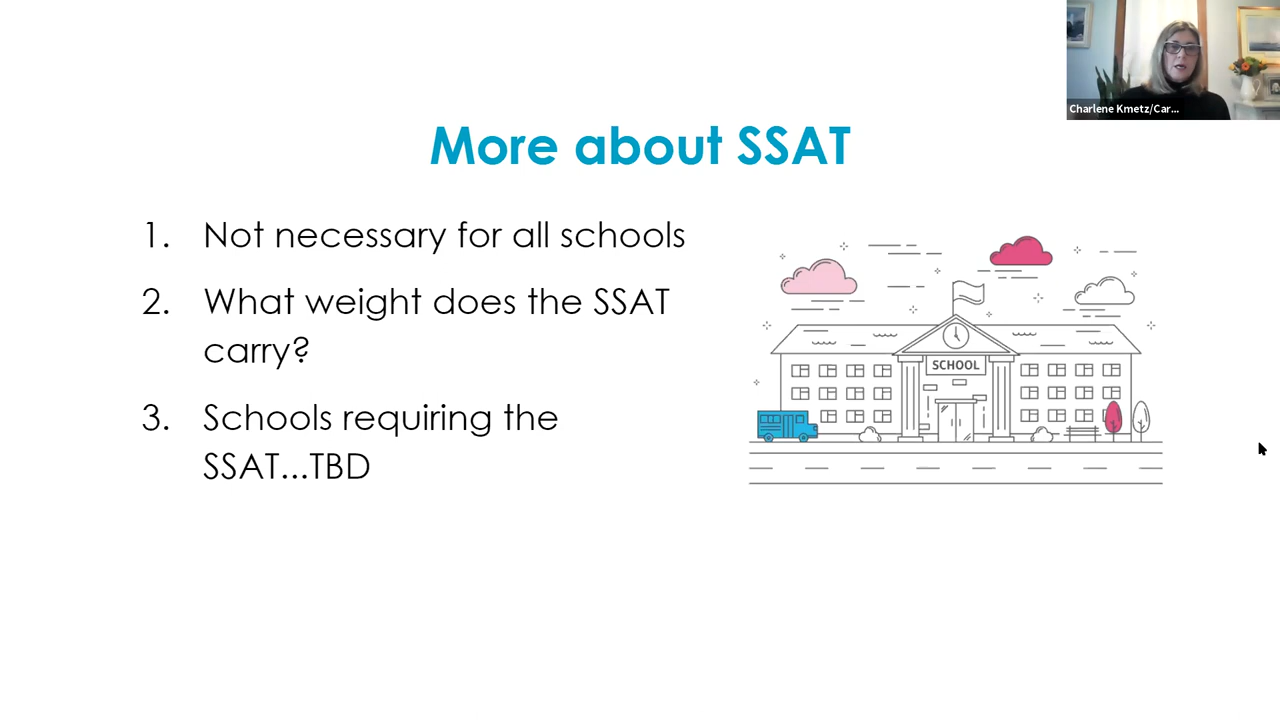 Charlene Kmetz/Car...
More about SSAT
1. Not necessary for all schools
2. What weight does the SSAT
carry?
3. Schools requiring the
SSAT...TBD
SCHOOL